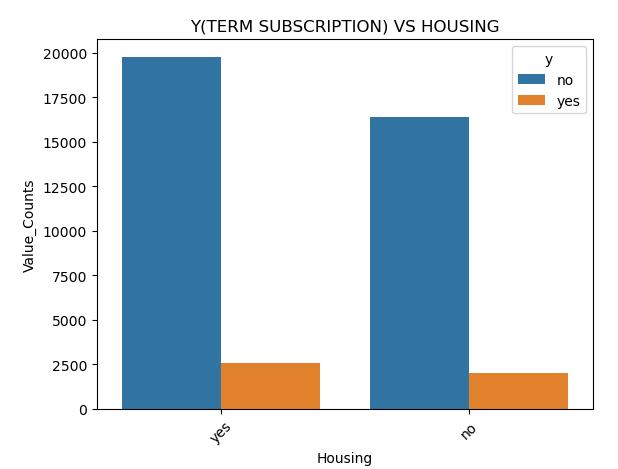 Y(TERM SUBSCRIPTION) VS HOUSING
20000
17500
15000
12500
10000
7500
5000
2500
0
Value_Counts
y
no
yes
yes
no
Housing